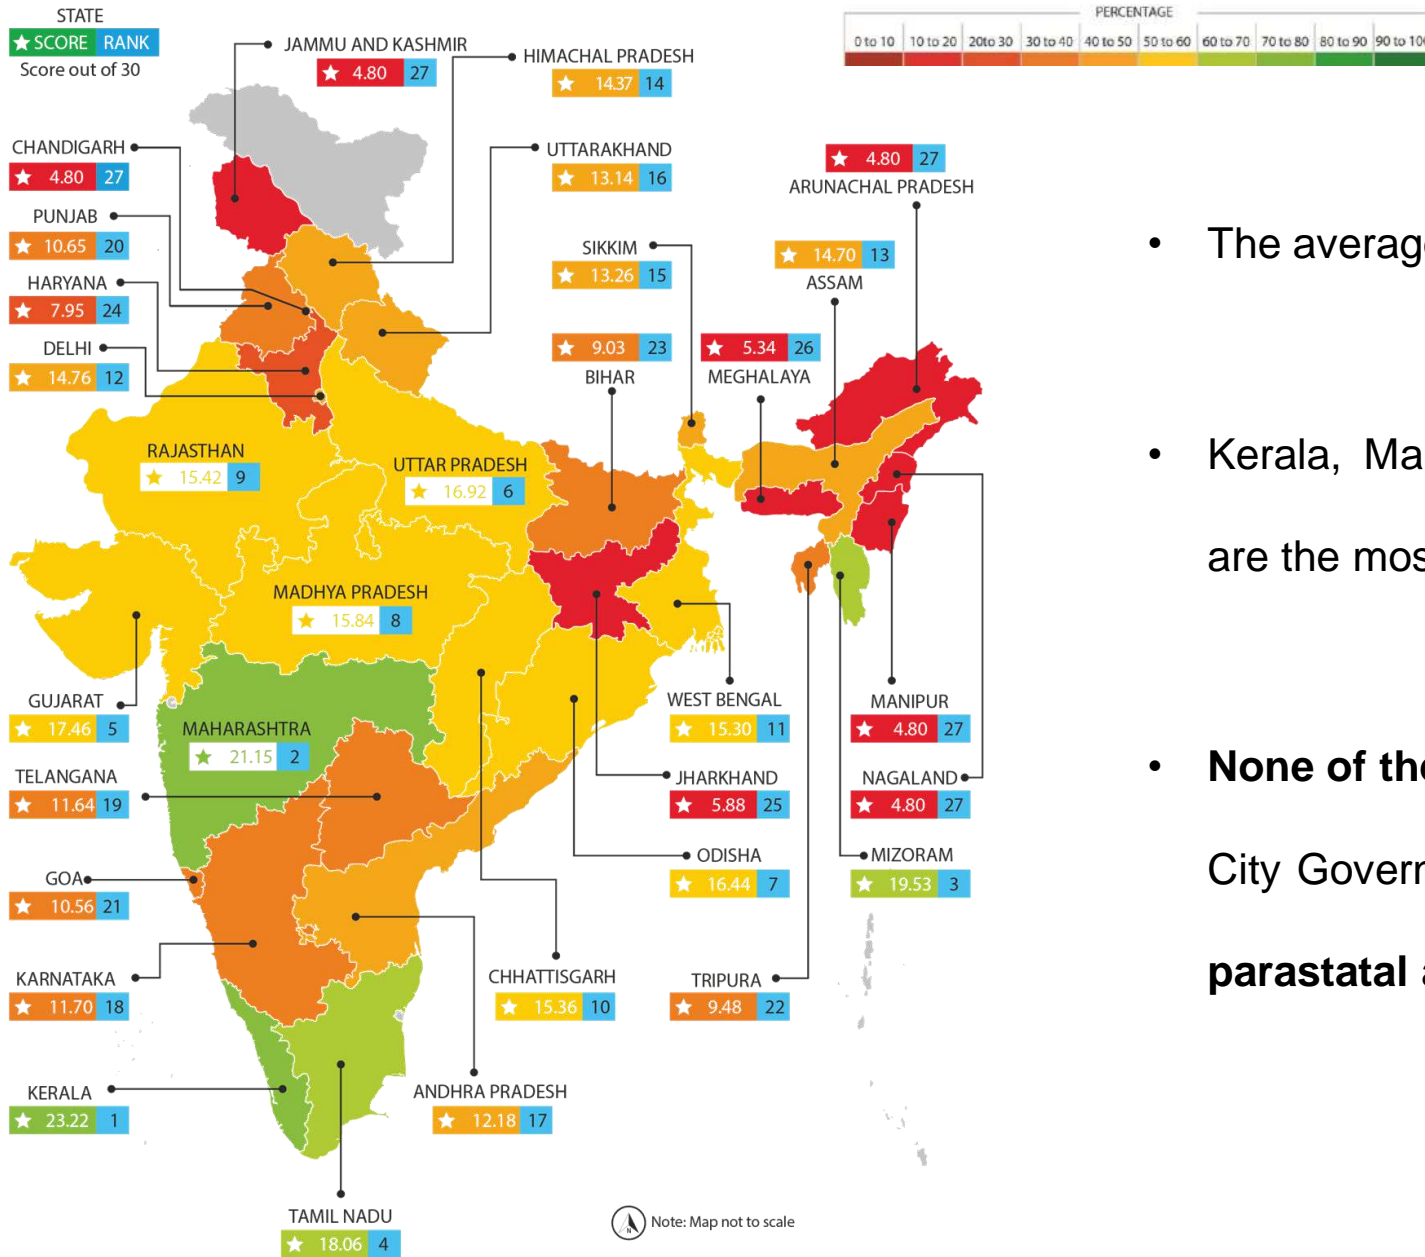 STATE
SCORE RANK
Score out of 30
PERCENTAGE
0 to 10 10 to 20 20to 30 30 to 40 40 to 50 50 to 60 60 to 70 70 to 80 80 to 90 90 to 100
JAMMU AND KASHMIR
4.80 27
HIMACHAL PRADESH
14.37 14
CHANDIGARH
4.80 27
UTTARAKHAND
13.14 16
4.80 27
ARUNACHAL PRADESH
PUNJAB
10.65 20
SIKKIM
13.26 15
14.70 13
ASSAM
HARYANA
7.95 24
DELHI
14.76 12
9.03 23
BIHAR
5.34 26
MEGHALAYA
RAJASTHAN
15.42 9
UTTAR PRADESH
16.92 6
MADHYA PRADESH
15.84 8
GUJARAT
17.46 5
MAHARASHTRA
21.15 2
WEST BENGAL
15.30 11
MANIPUR
4.80 27
TELANGANA
11.64 19
JHARKHAND
5.88 25
NAGALAND
4.80 27
GOA
10.56 21
ODISHA
16.44 7
MIZORAM
19.53 3
KARNATAKA
11.70 18
CHHATTISGARH
15.36 10
TRIPURA
9.48 22
KERALA
23.22 1
ANDHRA PRADESH
12.18 17
TAMIL NADU
18.06 4
N
Note: Map not to scale
• The average
• Kerala, Ma
are the mos
• None of the
City Govern
parastatal a